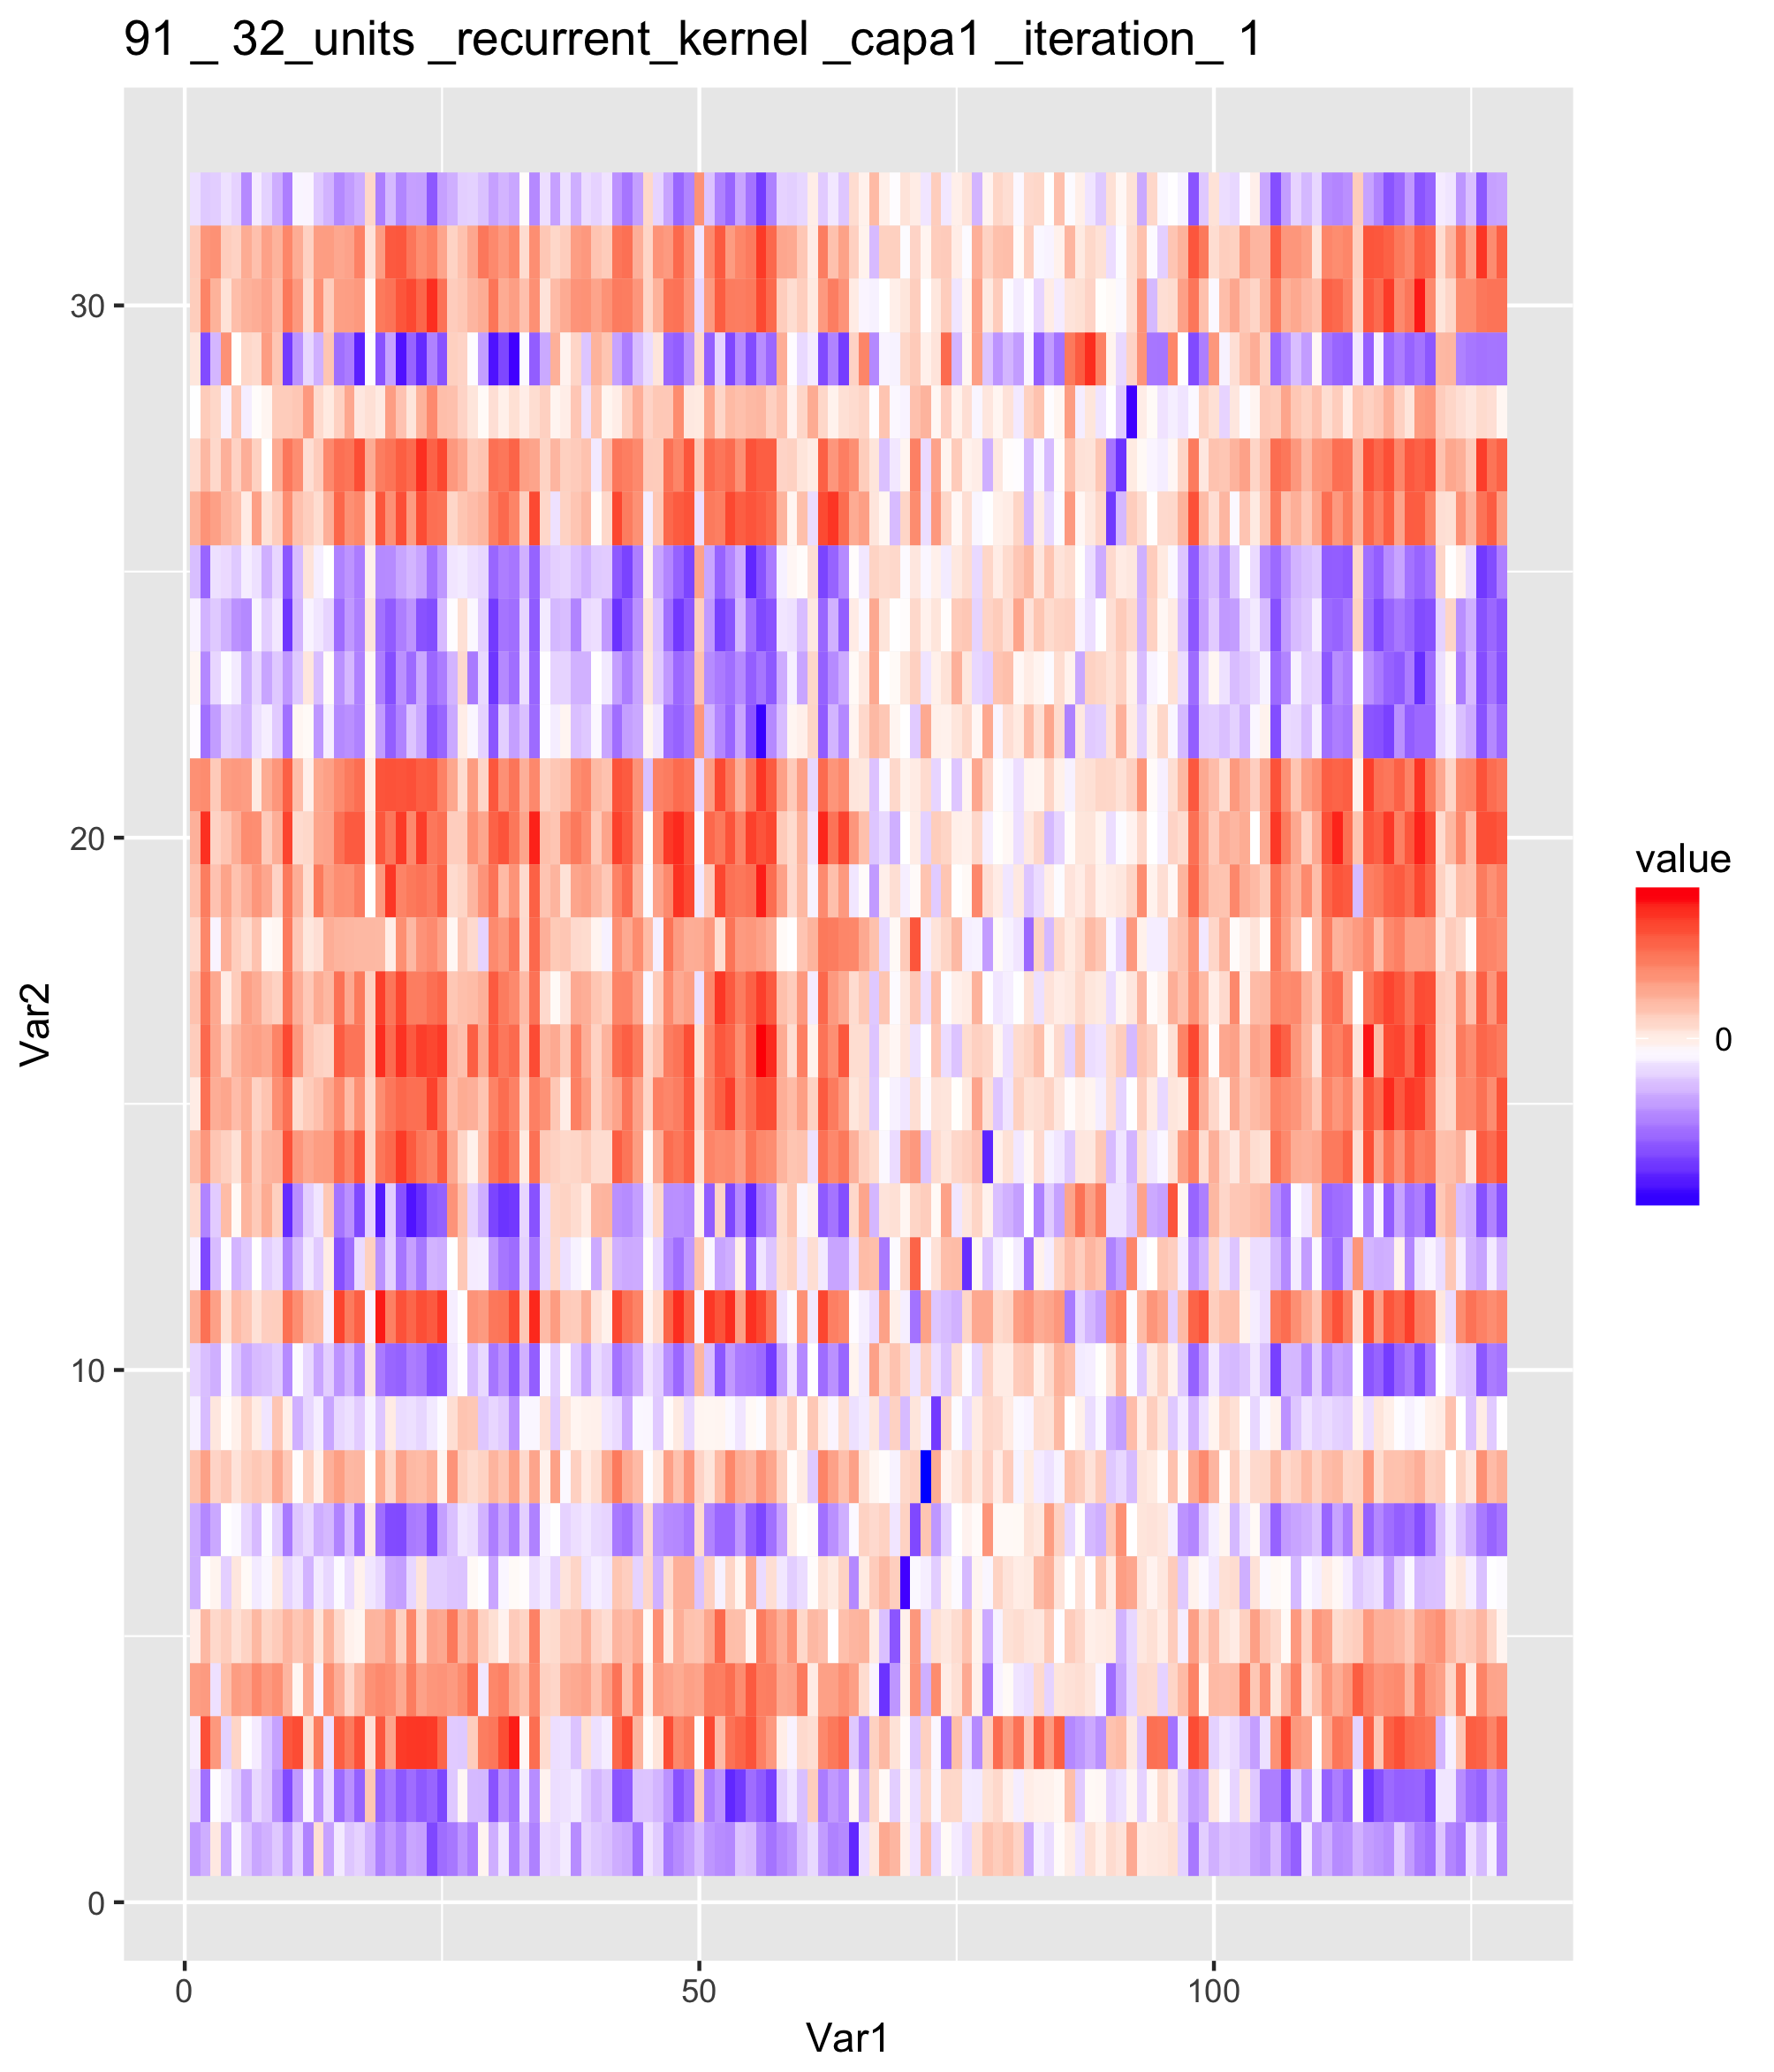 91 _ 32_units _recurrent_kernel _capa1 _iteration_ 1
30
20
10
0
Var2
0
50
100
Var1
value
0